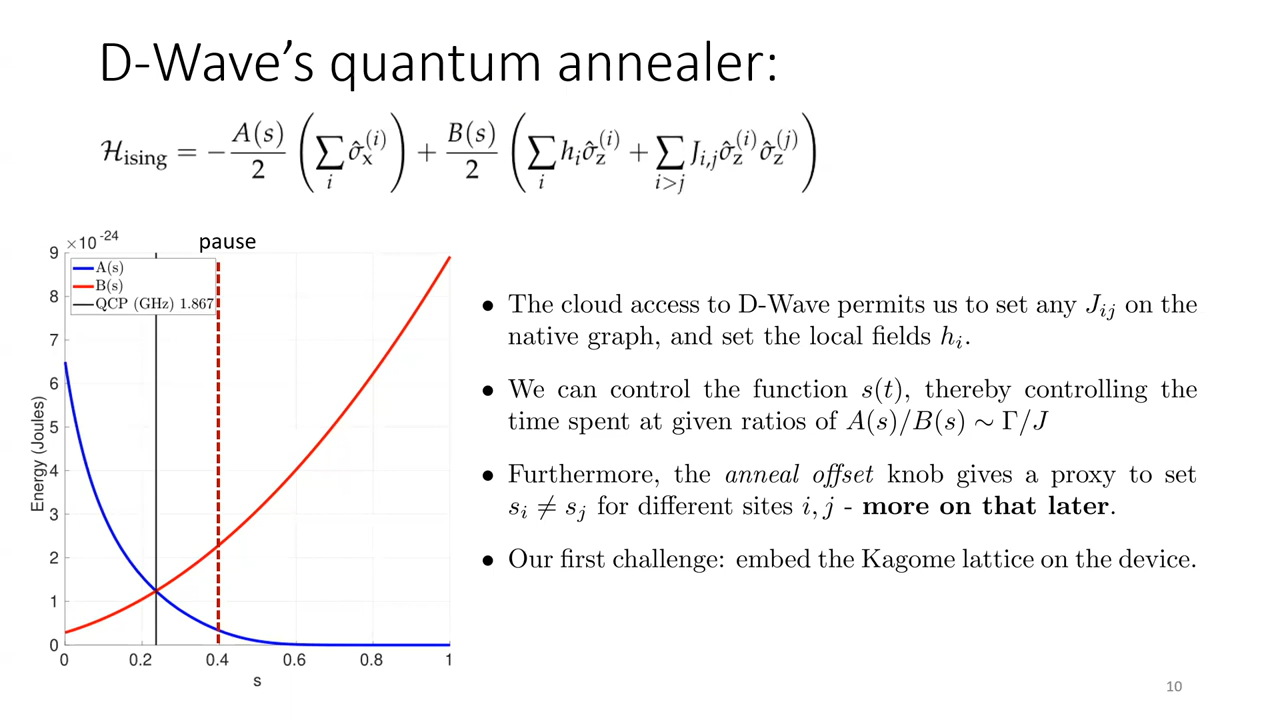 D-Wave's quantum annealer:
ℋ_ising = − A(s)/2 ( ∑_i σ̂_x^(i) ) + B(s)/2 ( ∑_i h_i σ̂_z^(i) + ∑_{i>j} J_{i,j} σ̂_z^(i) σ̂_z^(j) )
×10^-24
pause
A(s)
B(s)
QCP (GHz) 1.867
9
8
7
6
5
4
3
2
1
0
Energy (Joules)
0 0.2 0.4 0.6 0.8 1
s
• The cloud access to D-Wave permits us to set any J_ij on the
native graph, and set the local fields h_i.
• We can control the function s(t), thereby controlling the
time spent at given ratios of A(s)/B(s) ∼ Γ/J
• Furthermore, the anneal offset knob gives a proxy to set
s_i ≠ s_j for different sites i, j - more on that later.
• Our first challenge: embed the Kagome lattice on the device.
10